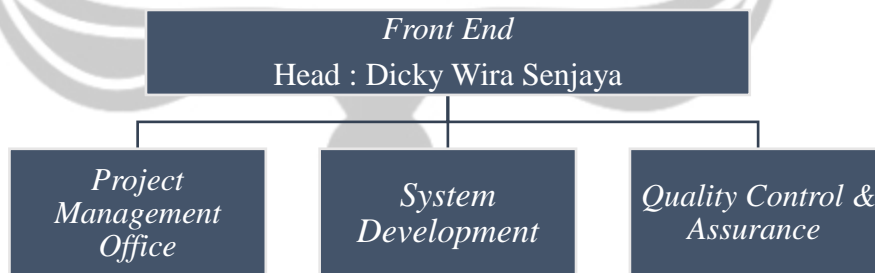 Front End
Head : Dicky Wira Senjaya
Project
Management
Office
System
Development
Quality Control &
Assurance